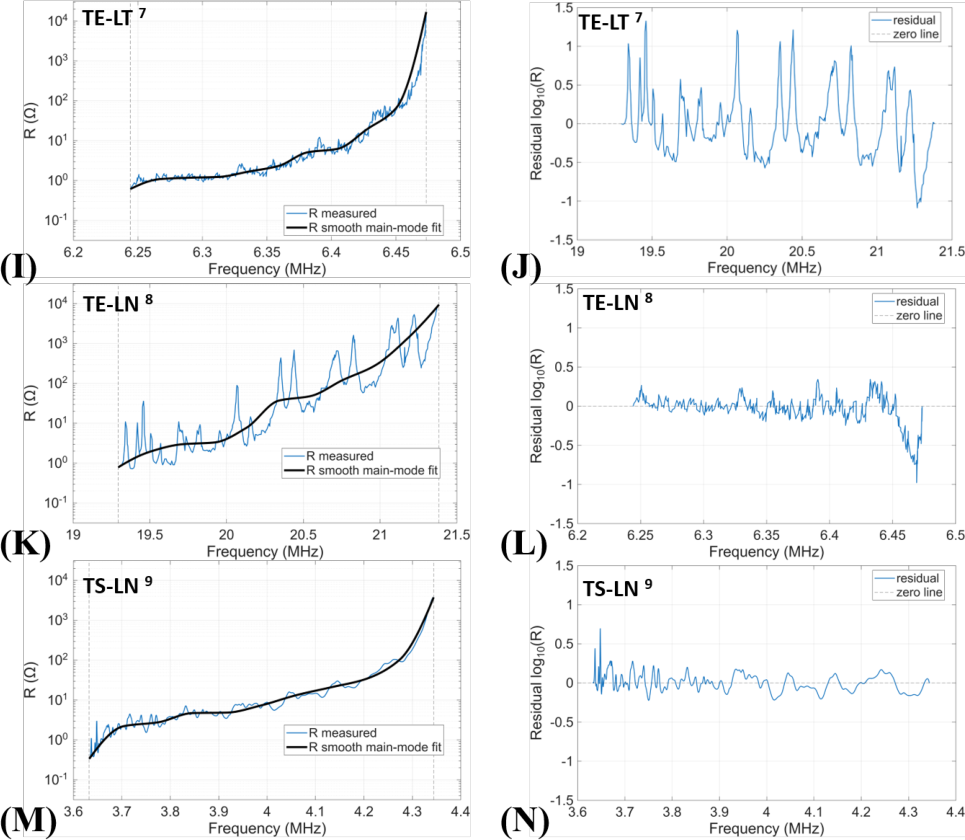 TE-LT 7
10^4
10^3
10^2
10^1
10^0
10^-1
R (Ω)
R measured
R smooth main-mode fit
6.2 6.25 6.3 6.35 6.4 6.45 6.5
Frequency (MHz)
(I)
TE-LT 7
1.5
1
0.5
0
-0.5
-1
-1.5
Residual log10(R)
residual
zero line
19 19.5 20 20.5 21 21.5
Frequency (MHz)
(J)
TE-LN 8
10^4
10^3
10^2
10^1
10^0
10^-1
R (Ω)
R measured
R smooth main-mode fit
19 19.5 20 20.5 21 21.5
Frequency (MHz)
(K)
TE-LN 8
1.5
1
0.5
0
-0.5
-1
-1.5
Residual log10(R)
residual
zero line
6.2 6.25 6.3 6.35 6.4 6.45 6.5
Frequency (MHz)
(L)
TS-LN 9
10^4
10^3
10^2
10^1
10^0
10^-1
R (Ω)
R measured
R smooth main-mode fit
3.6 3.7 3.8 3.9 4 4.1 4.2 4.3 4.4
Frequency (MHz)
(M)
TS-LN 9
1.5
1
0.5
0
-0.5
-1
-1.5
Residual log10(R)
residual
zero line
3.6 3.7 3.8 3.9 4 4.1 4.2 4.3 4.4
Frequency (MHz)
(N)